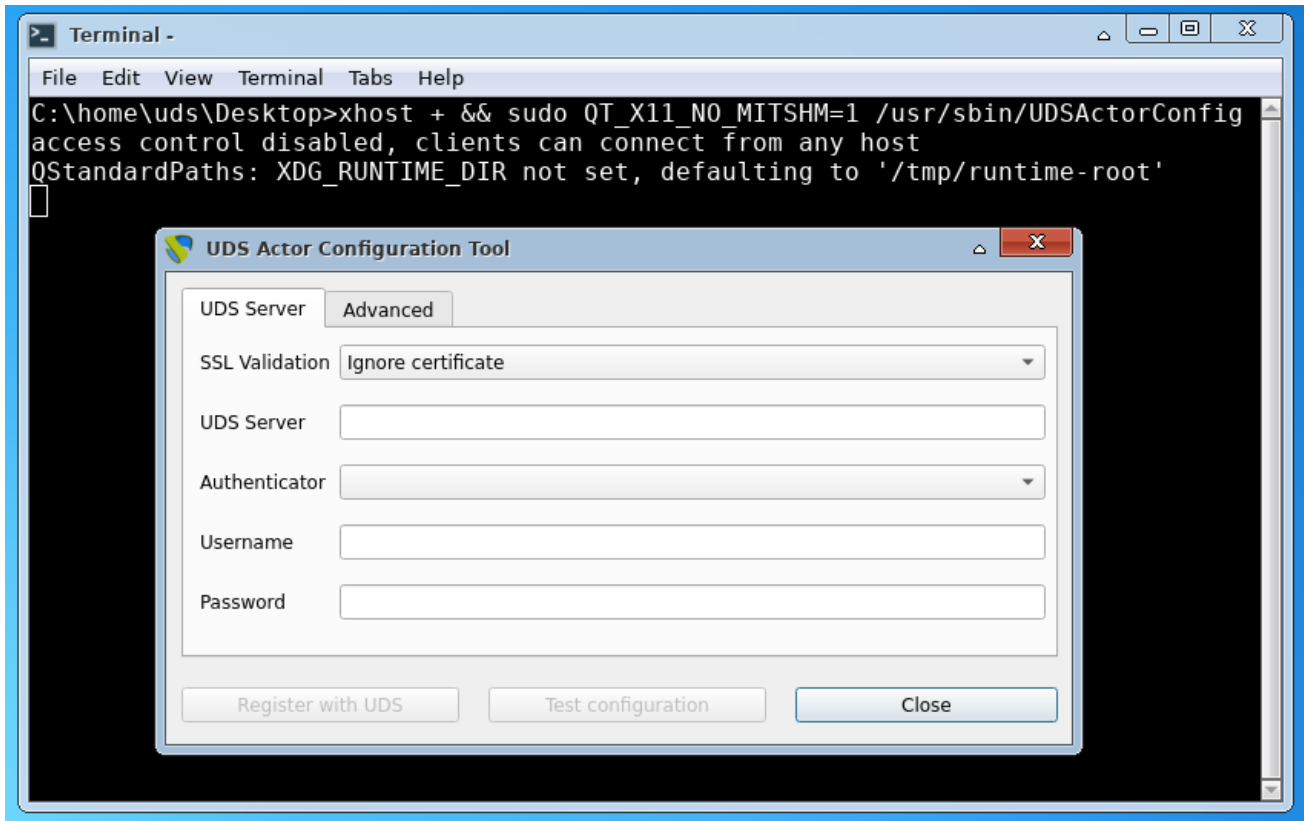 Terminal -
File Edit View Terminal Tabs Help
C:\home\uds\Desktop>xhost + && sudo QT_X11_NO_MITSHM=1 /usr/sbin/UDSActorConfig
access control disabled, clients can connect from any host
QStandardPaths: XDG_RUNTIME_DIR not set, defaulting to '/tmp/runtime-root'
UDS Actor Configuration Tool
UDS Server Advanced
SSL Validation Ignore certificate
UDS Server
Authenticator
Username
Password
Register with UDS Test configuration Close